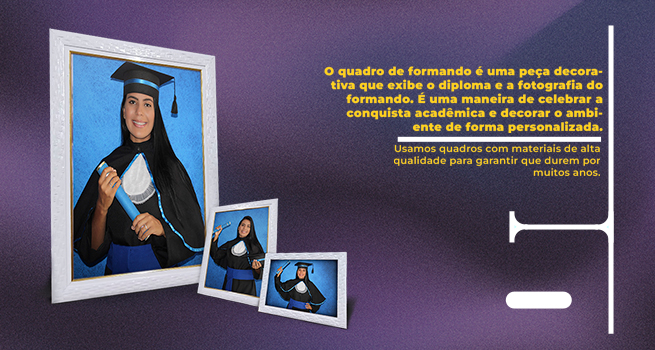 O quadro de formando é uma peça decora-
tiva que exibe o diploma e a fotografia do
formando. É uma maneira de celebrar a
conquista acadêmica e decorar o ambi-
ente de forma personalizada.
Usamos quadros com materiais de alta
qualidade para garantir que durem por
muitos anos.